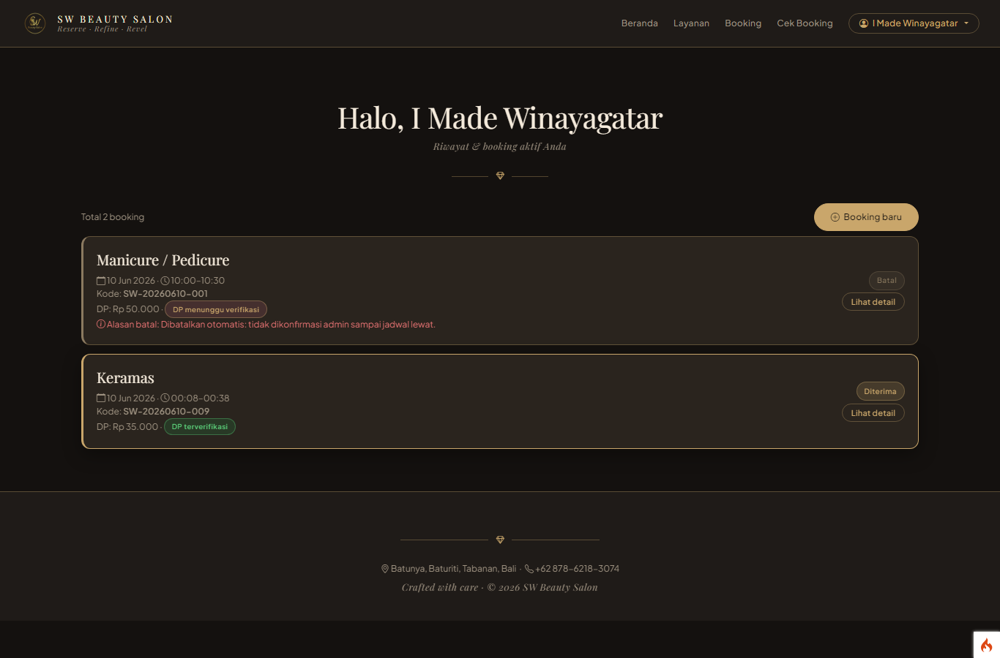 SW BEAUTY SALON
Reserve · Refine · Revel
Beranda
Layanan
Booking
Cek Booking
I Made Winayagatar
Halo, I Made Winayagatar
Riwayat & booking aktif Anda
Total 2 booking
Booking baru
Manicure / Pedicure
10 Jun 2026 · 10:00–10:30
Kode: SW-20260610-001
DP: Rp 50.000 · DP menunggu verifikasi
Alasan batal: Dibatalkan otomatis: tidak dikonfirmasi admin sampai jadwal lewat.
Batal
Lihat detail
Keramas
10 Jun 2026 · 00:08–00:38
Kode: SW-20260610-009
DP: Rp 35.000 · DP terverifikasi
Diterima
Lihat detail
Batunya, Baturiti, Tabanan, Bali · +62 878-6218-3074
Crafted with care · © 2026 SW Beauty Salon